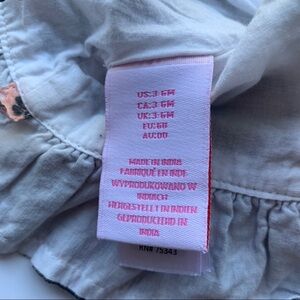 US:3-6M
CA:3-6M
UK:3-6M
EU:68
AU:00
MADE IN INDIA
FABRIQUÉ EN INDE
WYPRODUKOWANO W
INDIACH
HERGESTELLT IN INDIEN
GEPRODUCEERD IN
INDIA
RN# 75343